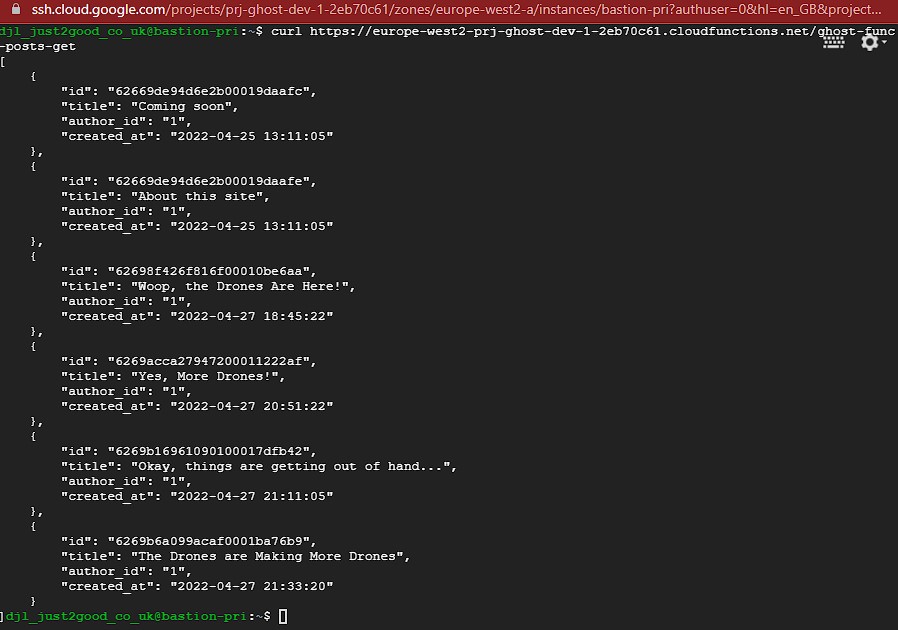 ssh.cloud.google.com/projects/prj-ghost-dev-1-2eb70c61/zones/europe-west2-a/instances/bastion-pri?authuser=0&hl=en_GB&project...
djl_just2good_co_uk@bastion-pri:~$ curl https://europe-west2-prj-ghost-dev-1-2eb70c61.cloudfunctions.net/ghost-func
-posts-get
[
    {
        "id": "62669de94d6e2b00019daafc",
        "title": "Coming soon",
        "author_id": "1",
        "created_at": "2022-04-25 13:11:05"
    },
    {
        "id": "62669de94d6e2b00019daafe",
        "title": "About this site",
        "author_id": "1",
        "created_at": "2022-04-25 13:11:05"
    },
    {
        "id": "62698f426f816f00010be6aa",
        "title": "Woop, the Drones Are Here!",
        "author_id": "1",
        "created_at": "2022-04-27 18:45:22"
    },
    {
        "id": "6269acca27947200011222af",
        "title": "Yes, More Drones!",
        "author_id": "1",
        "created_at": "2022-04-27 20:51:22"
    },
    {
        "id": "6269b16961090100017dfb42",
        "title": "Okay, things are getting out of hand...",
        "author_id": "1",
        "created_at": "2022-04-27 21:11:05"
    },
    {
        "id": "6269b6a099acaf0001ba76b9",
        "title": "The Drones are Making More Drones",
        "author_id": "1",
        "created_at": "2022-04-27 21:33:20"
    }
]djl_just2good_co_uk@bastion-pri:~$